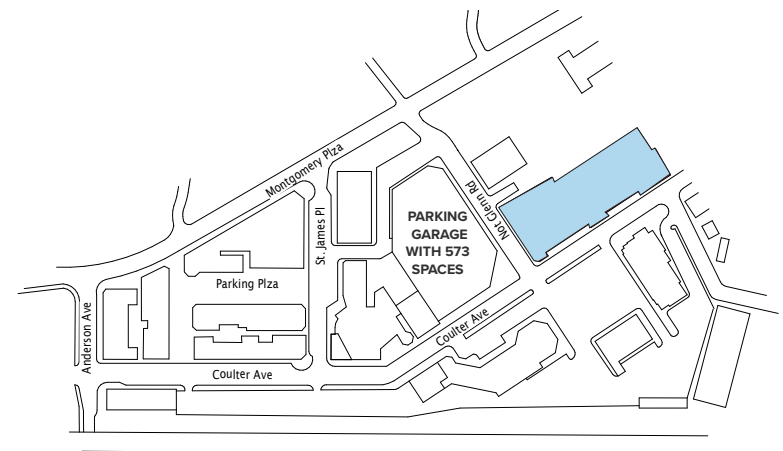 Montgomery Plza
St. James Pl
Not Glenn Rd
PARKING
GARAGE
WITH 573
SPACES
Parking Plza
Anderson Ave
Coulter Ave
Coulter Ave